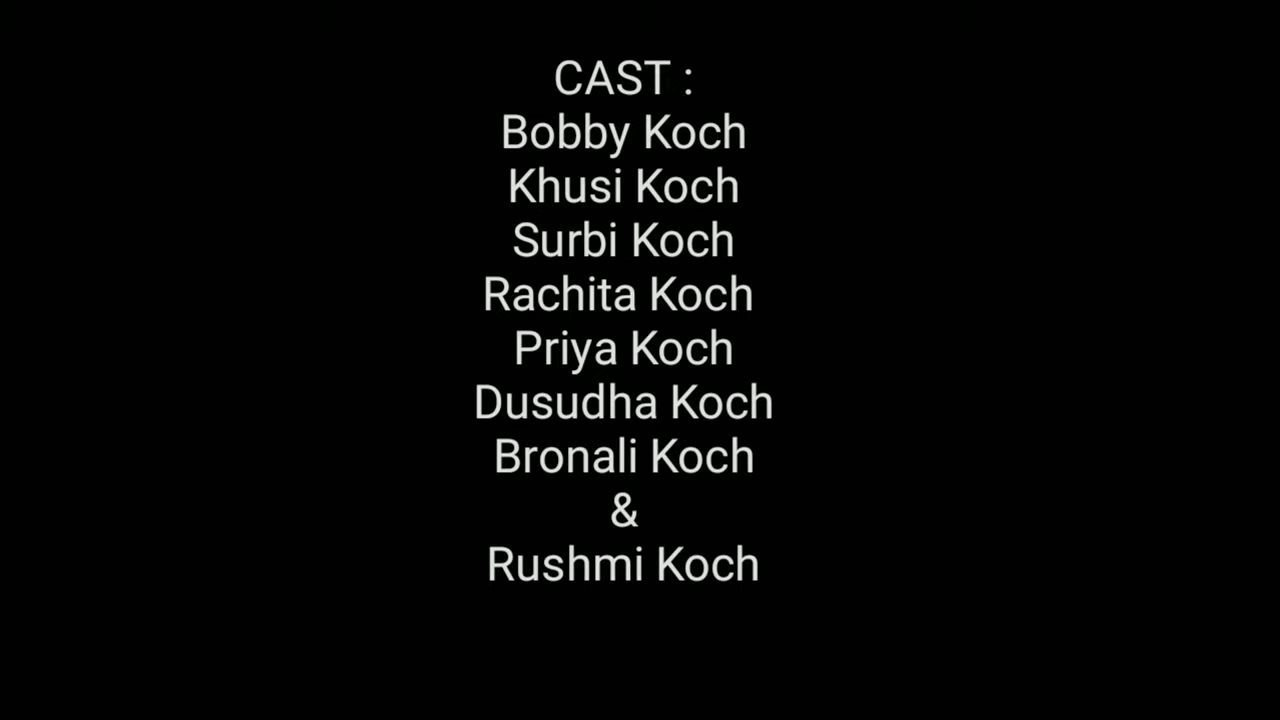 CAST :
Bobby Koch
Khusi Koch
Surbi Koch
Rachita Koch
Priya Koch
Dusudha Koch
Bronali Koch
&
Rushmi Koch